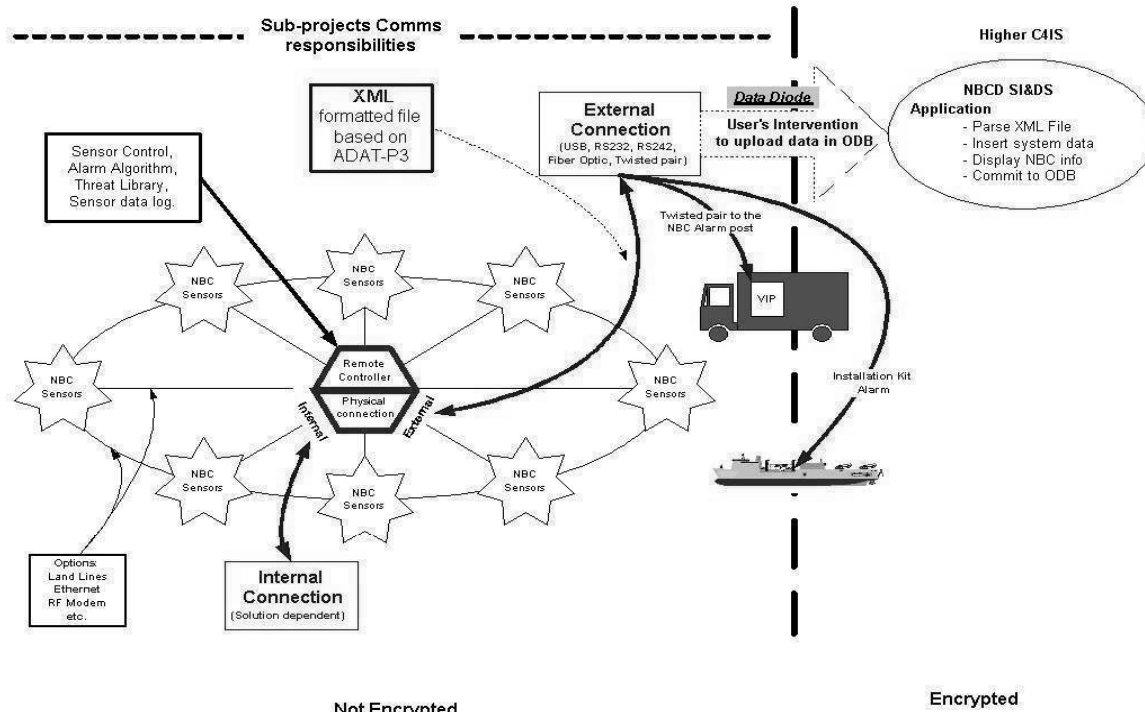 Sub-projects Comms
responsibilities
Higher C4IS
XML
formatted file
based on
ADAT-P3
External
Connection
(USB, RS232, RS242,
Fiber Optic, Twisted pair)
Data Diode
User's Intervention
to upload data in ODB
NBCD SI&DS
Application
- Parse XML File
- Insert system data
- Display NBC info
- Commit to ODB
Sensor Control,
Alarm Algorithm,
Threat Library,
Sensor data log.
Twisted pair to the
NBC Alarm post
VIP
NBC
Sensors
NBC
Sensors
NBC
Sensors
NBC
Sensors
Remote
Controller
Physical
connection
Internal
External
NBC
Sensors
Installation Kit
Alarm
NBC
Sensors
NBC
Sensors
NBC
Sensors
Options:
Land Lines
Ethernet
RF Modem
etc.
Internal
Connection
(Solution dependent)
Not Encrypted
Encrypted